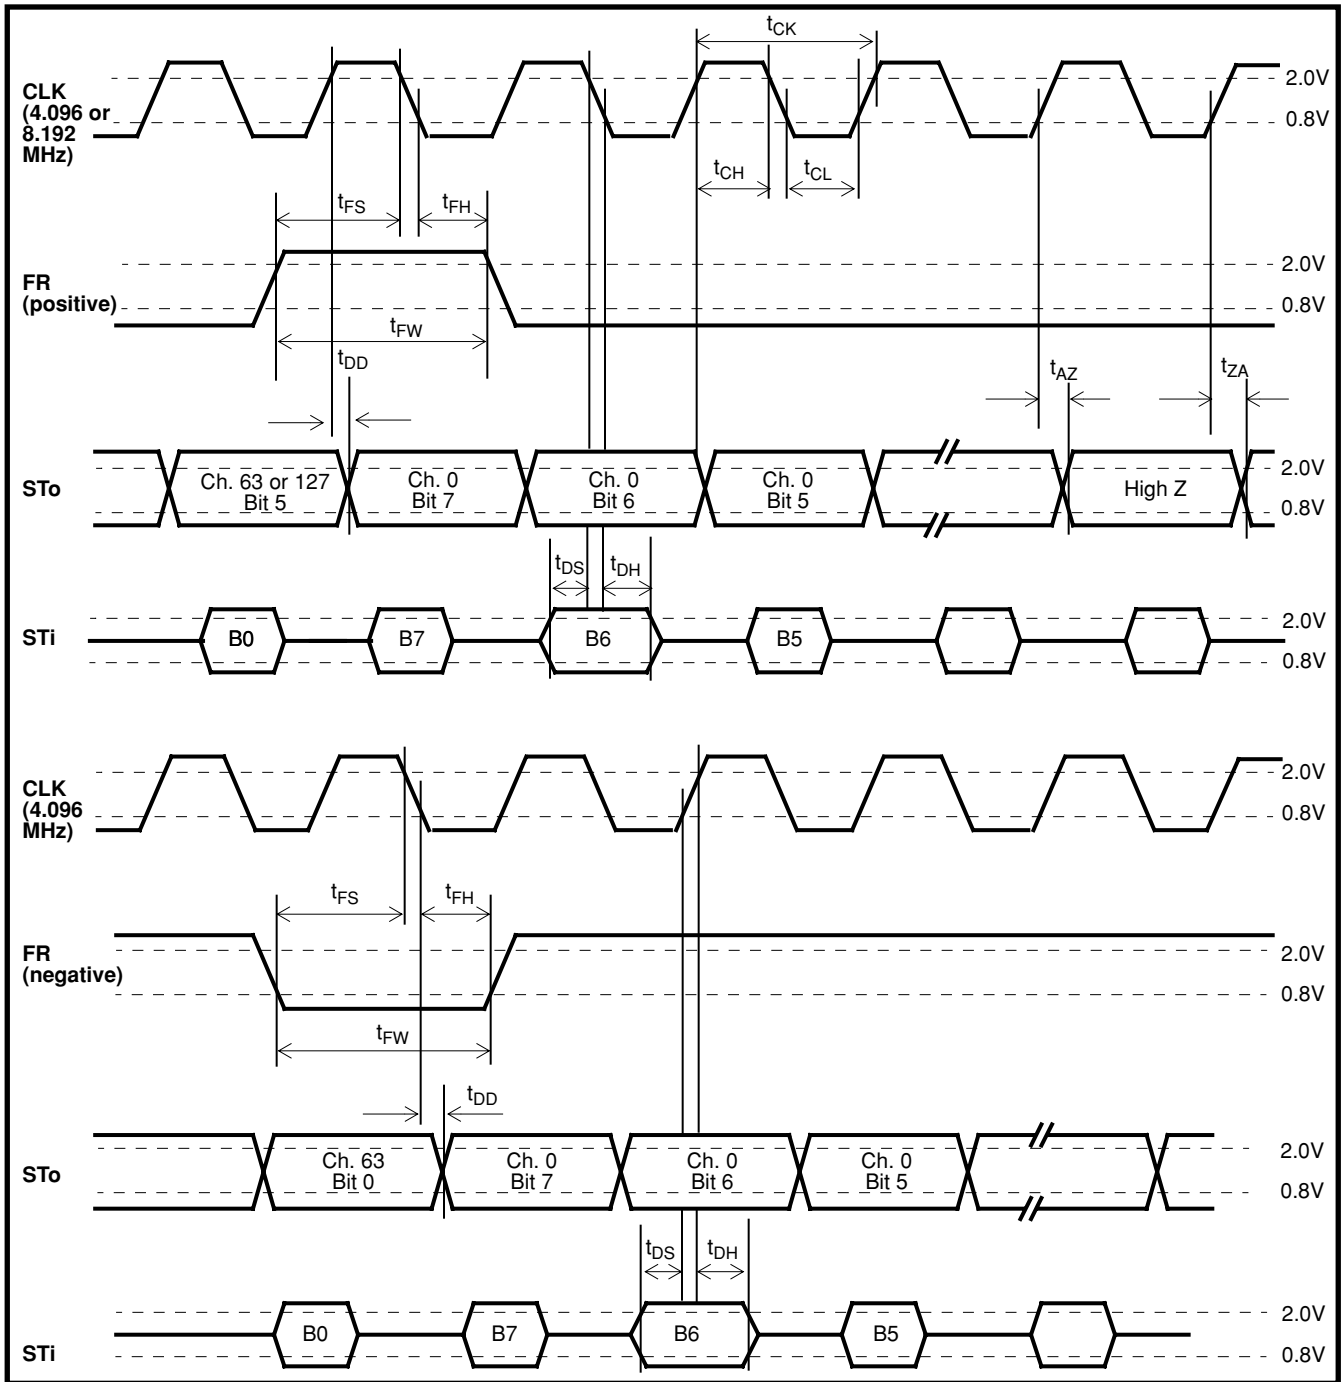 tCK
CLK
(4.096 or
8.192
MHz)
2.0V
0.8V
tCH
tCL
tFS
tFH
FR
(positive)
2.0V
0.8V
tFW
tDD
tAZ
tZA
STo
Ch. 63 or 127
Bit 5
Ch. 0
Bit 7
Ch. 0
Bit 6
Ch. 0
Bit 5
High Z
2.0V
0.8V
tDS
tDH
STi
B0
B7
B6
B5
2.0V
0.8V
CLK
(4.096
MHz)
2.0V
0.8V
tFS
tFH
FR
(negative)
2.0V
0.8V
tFW
tDD
STo
Ch. 63
Bit 0
Ch. 0
Bit 7
Ch. 0
Bit 6
Ch. 0
Bit 5
2.0V
0.8V
tDS
tDH
STi
B0
B7
B6
B5
2.0V
0.8V